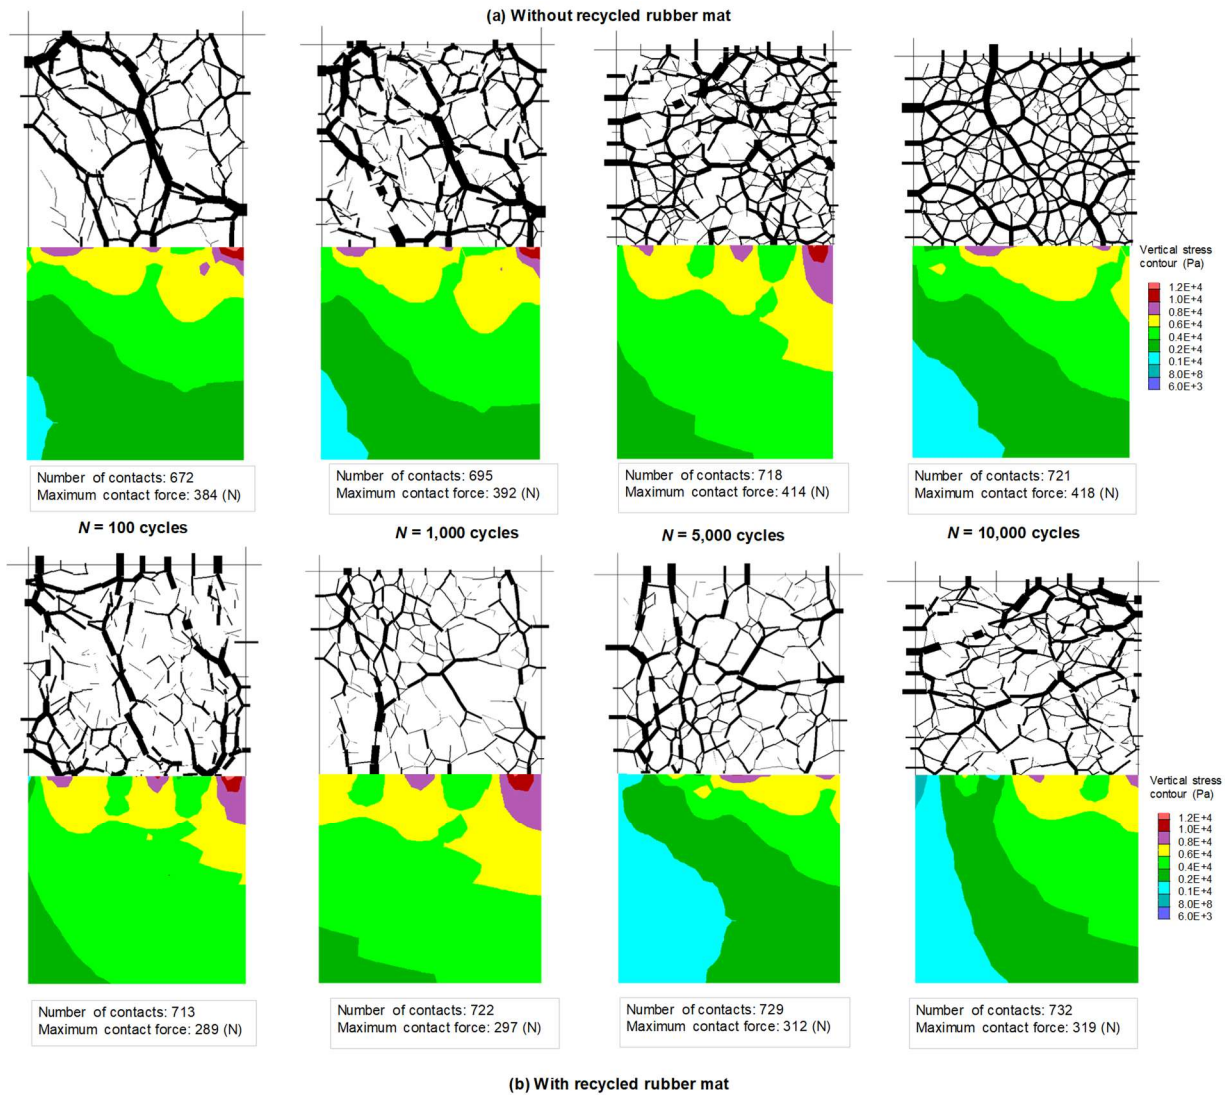 (a) Without recycled rubber mat
Vertical stress
contour (Pa)
1.2E+4
1.0E+4
0.8E+4
0.6E+4
0.4E+4
0.2E+4
0.1E+4
8.0E+8
6.0E+3
Number of contacts: 672
Maximum contact force: 384 (N)
Number of contacts: 695
Maximum contact force: 392 (N)
Number of contacts: 718
Maximum contact force: 414 (N)
Number of contacts: 721
Maximum contact force: 418 (N)
N = 100 cycles
N = 1,000 cycles
N = 5,000 cycles
N = 10,000 cycles
Vertical stress
contour (Pa)
1.2E+4
1.0E+4
0.8E+4
0.6E+4
0.4E+4
0.2E+4
0.1E+4
8.0E+8
6.0E+3
Number of contacts: 713
Maximum contact force: 289 (N)
Number of contacts: 722
Maximum contact force: 297 (N)
Number of contacts: 729
Maximum contact force: 312 (N)
Number of contacts: 732
Maximum contact force: 319 (N)
(b) With recycled rubber mat